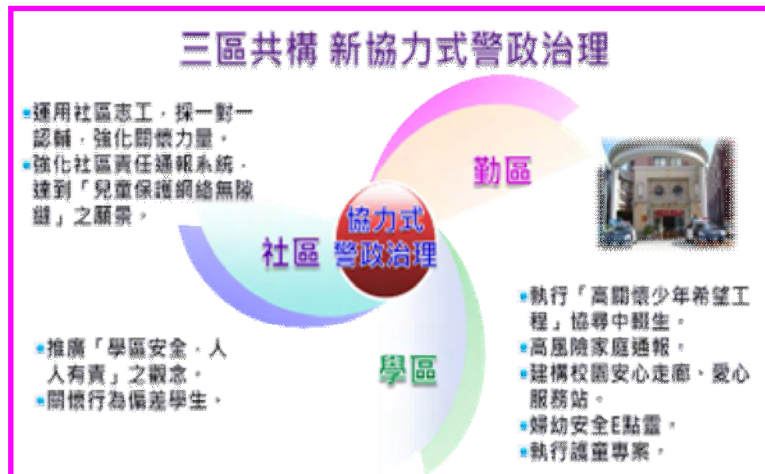 三區共構 新協力式警政治理
運用社區志工，採一對一
認輔，強化關懷力量。
強化社區責任通報系統，
達到「兒童保護網絡無隙
縫」之願景。
勤區
社區
協力式
警政治理
學區
推廣「學區安全，人
人有責」之觀念。
關懷行為偏差學生。
執行「高關懷少年希望工
程」協尋中輟生。
高風險家庭通報。
建構校園安心走廊、愛心
服務站。
婦幼安全E點靈。
執行護童專案。